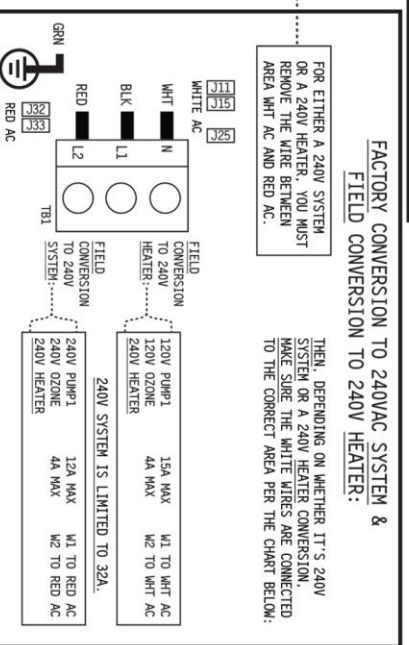 FACTORY CONVERSION TO 240VAC SYSTEM &
FIELD CONVERSION TO 240V HEATER:
FOR EITHER A 240V SYSTEM
OR A 240V HEATER, YOU MUST
REMOVE THE WIRE BETWEEN
AREA WHT AC AND RED AC.
THEN, DEPENDING ON WHETHER IT'S 240V
SYSTEM OR A 240V HEATER CONVERSION,
MAKE SURE THE WHITE WIRES ARE CONNECTED
TO THE CORRECT AREA PER THE CHART BELOW:
J11
J15
J25
WHITE AC
WHT
N
BLK
L1
RED
L2
TB1
GRN
J32
J33
RED AC
FIELD
CONVERSION
TO 240V
HEATER:
120V PUMP1 15A MAX W1 TO WHT AC
120V OZONE 4A MAX W2 TO WHT AC
240V HEATER
240V SYSTEM IS LIMITED TO 32A.
FIELD
CONVERSION
TO 240V
SYSTEM:
240V PUMP1 12A MAX W1 TO RED AC
240V OZONE 4A MAX W2 TO RED AC
240V HEATER